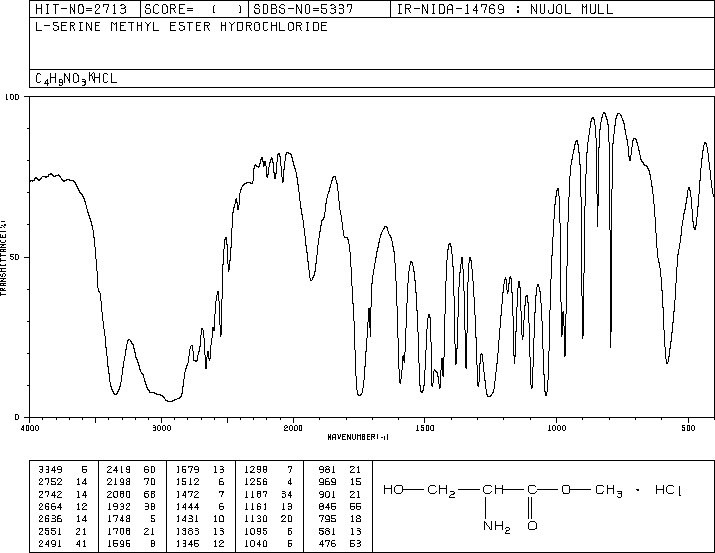 HIT-NO=2713 SCORE= ( ) SDBS-NO=5337 IR-NIDA-14769 : NUJOL MULL
L-SERINE METHYL ESTER HYDROCHLORIDE
C4H9NO3·HCL
100
TRANSMITTANCE(%)
50
0
4000 3000 2000 1500 1000 500
WAVENUMBER(-1)
3349 6 2419 60 1579 13 1298 7 981 21
2752 14 2198 70 1512 6 1256 4 969 15
2742 14 2080 66 1472 7 1187 34 901 21
2664 12 1932 38 1444 6 1161 13 845 55
2636 14 1748 5 1431 10 1130 20 795 18
2551 21 1708 21 1383 13 1095 6 581 13
2491 41 1595 8 1345 12 1040 5 476 53
HO CH2 CH C O CH3 · HCl
NH2 O